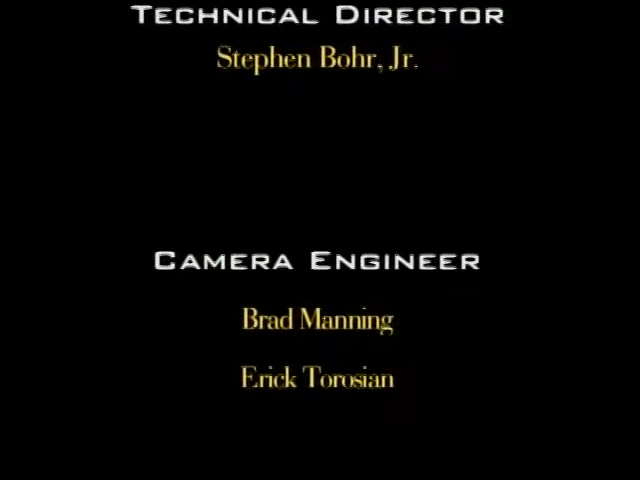 TECHNICAL DIRECTOR
Stephen Bohr, Jr.
CAMERA ENGINEER
Brad Manning
Erick Torosian